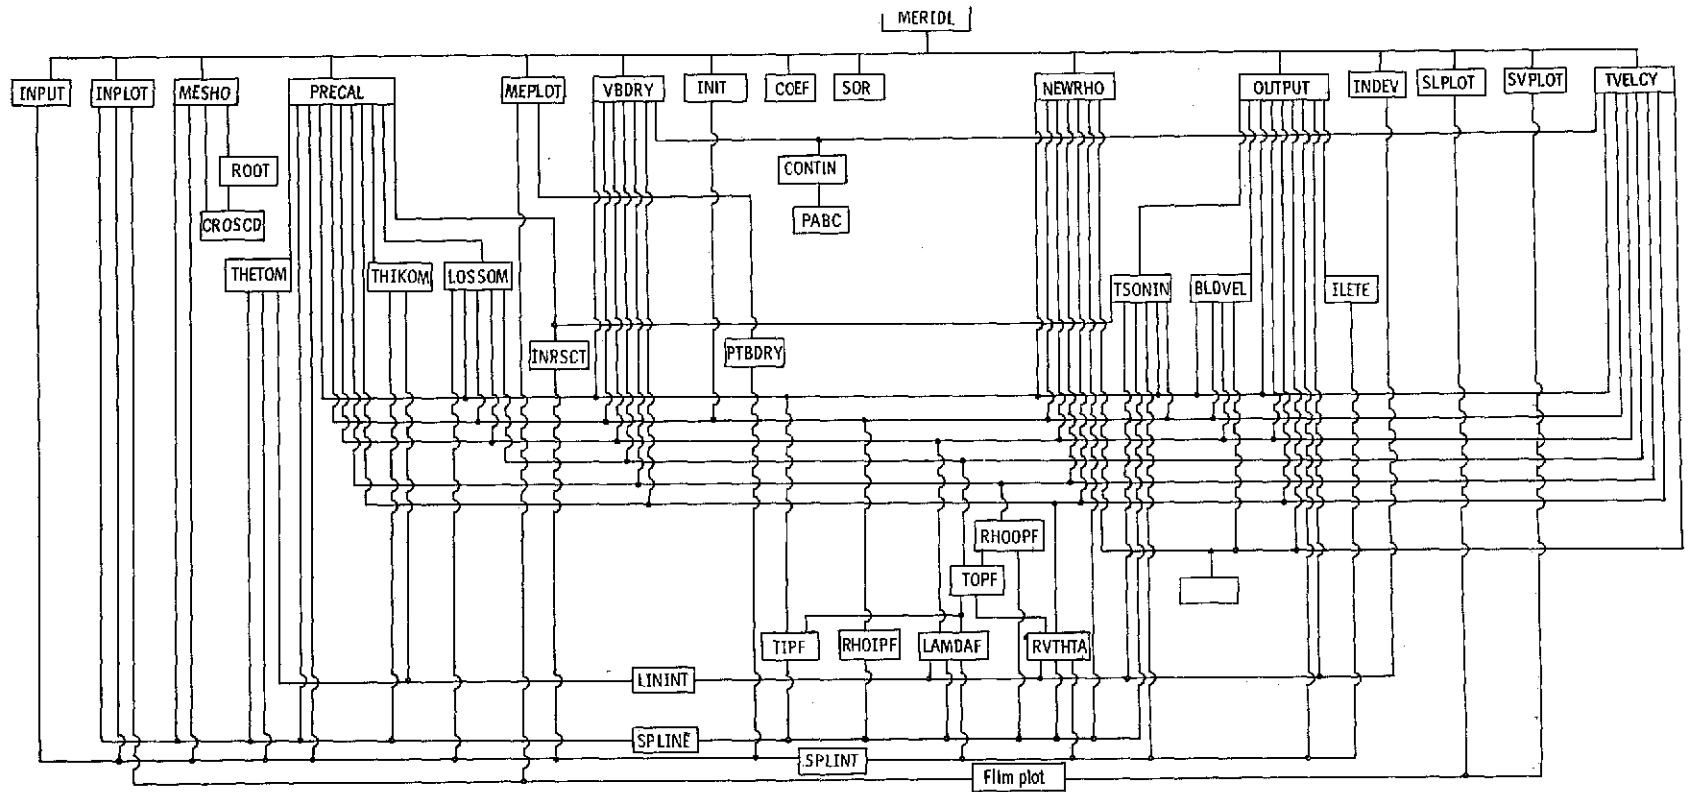 MERIDL
INPUT
INPLOT
MESHO
PRECAL
MEPLOT
VBDRY
INIT
COEF
SOR
NEWRHO
OUTPUT
INDEV
SLPLOT
SVPLOT
TVELCY
ROOT
CONTIN
CROSCD
PABC
THETOM
THIKOM
LOSSOM
TSONIN
BLDVEL
ILETE
INRSCT
PTBDRY
RHOOPF
TOPF
TIPF
RHOIPF
LAMDAF
RVTHTA
LININT
SPLINE
SPLINT
Film plot